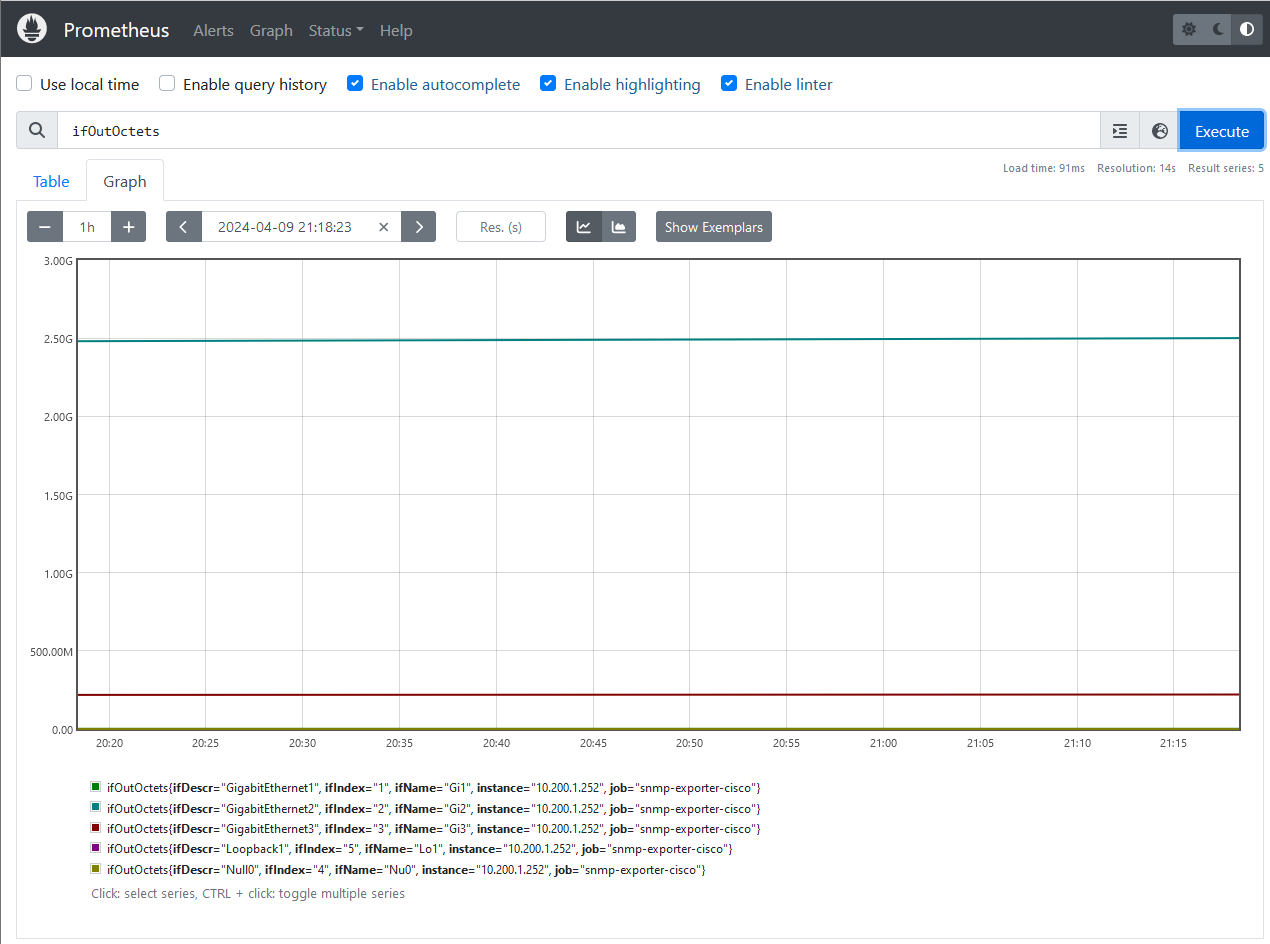 Prometheus Alerts Graph Status Help
Use local time Enable query history Enable autocomplete Enable highlighting Enable linter
ifOutOctets Execute
Load time: 91ms Resolution: 14s Result series: 5
Table Graph
1h 2024-04-09 21:18:23 Res. (s) Show Exemplars
3.00G
2.50G
2.00G
1.50G
1.00G
500.00M
0.00
20:20 20:25 20:30 20:35 20:40 20:45 20:50 20:55 21:00 21:05 21:10 21:15
ifOutOctets{ifDescr="GigabitEthernet1", ifIndex="1", ifName="Gi1", instance="10.200.1.252", job="snmp-exporter-cisco"}
ifOutOctets{ifDescr="GigabitEthernet2", ifIndex="2", ifName="Gi2", instance="10.200.1.252", job="snmp-exporter-cisco"}
ifOutOctets{ifDescr="GigabitEthernet3", ifIndex="3", ifName="Gi3", instance="10.200.1.252", job="snmp-exporter-cisco"}
ifOutOctets{ifDescr="Loopback1", ifIndex="5", ifName="Lo1", instance="10.200.1.252", job="snmp-exporter-cisco"}
ifOutOctets{ifDescr="Null0", ifIndex="4", ifName="Nu0", instance="10.200.1.252", job="snmp-exporter-cisco"}
Click: select series, CTRL + click: toggle multiple series